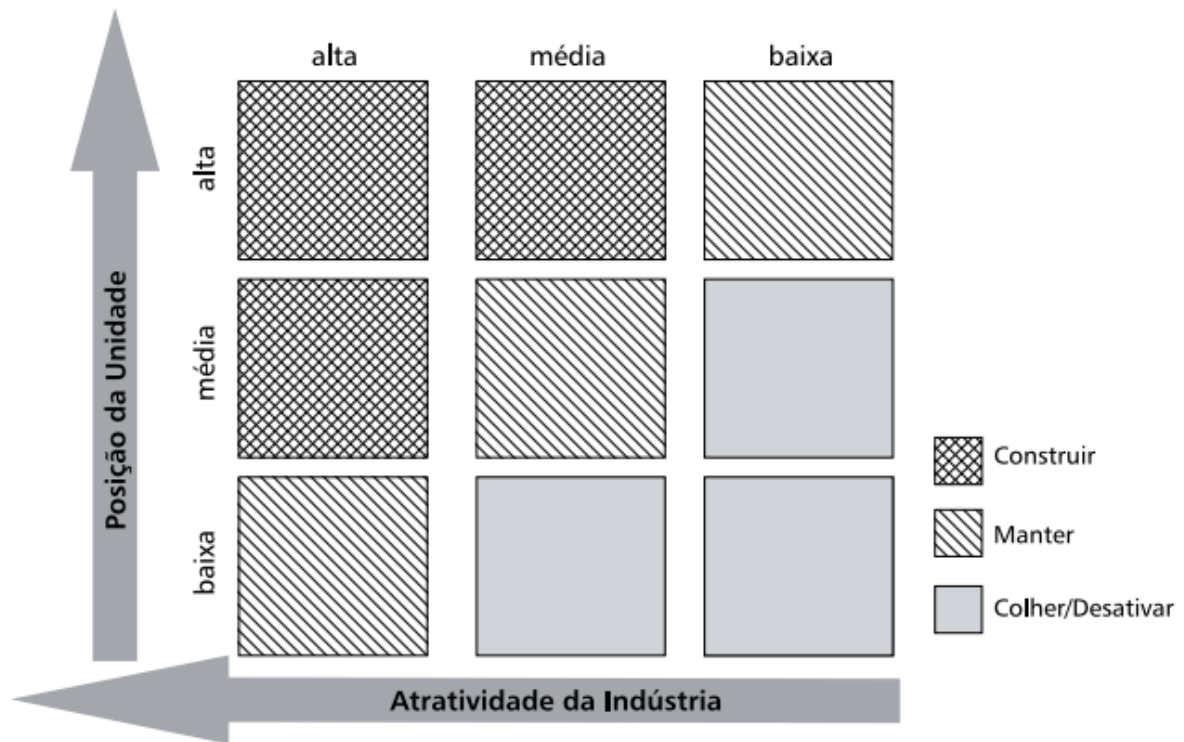 alta
média
baixa
alta
média
baixa
Posição da Unidade
Construir
Manter
Colher/Desativar
Atratividade da Indústria